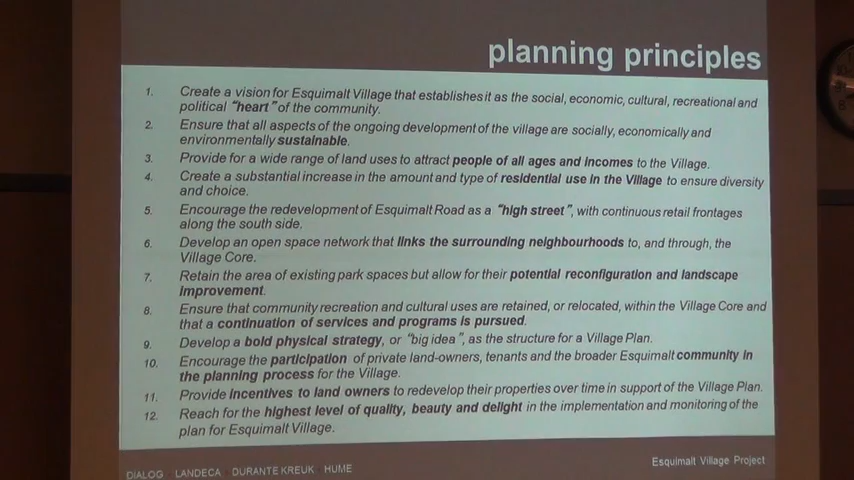 planning principles
1. Create a vision for Esquimalt Village that establishes it as the social, economic, cultural, recreational and
political "heart" of the community.
2. Ensure that all aspects of the ongoing development of the village are socially, economically and
environmentally sustainable.
3. Provide for a wide range of land uses to attract people of all ages and incomes to the Village.
4. Create a substantial increase in the amount and type of residential use in the Village to ensure diversity
and choice.
5. Encourage the redevelopment of Esquimalt Road as a "high street", with continuous retail frontages
along the south side.
6. Develop an open space network that links the surrounding neighbourhoods to, and through, the
Village Core.
7. Retain the area of existing park spaces but allow for their potential reconfiguration and landscape
improvement.
8. Ensure that community recreation and cultural uses are retained, or relocated, within the Village Core and
that a continuation of services and programs is pursued.
9. Develop a bold physical strategy, or "big idea", as the structure for a Village Plan.
10. Encourage the participation of private land-owners, tenants and the broader Esquimalt community in
the planning process for the Village.
11. Provide incentives to land owners to redevelop their properties over time in support of the Village Plan.
12. Reach for the highest level of quality, beauty and delight in the implementation and monitoring of the
plan for Esquimalt Village.
DIALOG LANDECA DURANTE KREUK HUME
Esquimalt Village Project